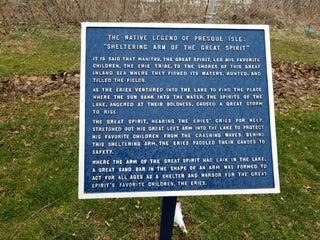 THE NATIVE LEGEND OF PRESQUE ISLE:
"SHELTERING ARM OF THE GREAT SPIRIT"
IT IS SAID THAT MANITOU, THE GREAT SPIRIT, LED HIS FAVORITE
CHILDREN, THE ERIE TRIBE, TO THE SHORES OF THIS GREAT
INLAND SEA WHERE THEY FISHED ITS WATERS, HUNTED, AND
TILLED THE FIELDS.
AS THE ERIES VENTURED INTO THE LAKE TO FIND THE PLACE
WHERE THE SUN SANK INTO THE WATER, THE SPIRITS OF THE
LAKE, ANGERED AT THEIR BOLDNESS, CAUSED A GREAT STORM
TO RISE.
THE GREAT SPIRIT, HEARING THE ERIES' CRIES FOR HELP,
STRETCHED OUT HIS GREAT LEFT ARM INTO THE LAKE TO PROTECT
HIS FAVORITE CHILDREN FROM THE CRASHING WAVES. BEHIND
THIS SHELTERING ARM, THE ERIES PADDLED THEIR CANOES TO
SAFETY.
WHERE THE ARM OF THE GREAT SPIRIT HAD LAIN IN THE LAKE,
A GREAT SAND BAR IN THE SHAPE OF AN ARM WAS FORMED TO
ACT FOR ALL AGES AS A SHELTER AND HARBOR FOR THE GREAT
SPIRIT'S FAVORITE CHILDREN, THE ERIES.